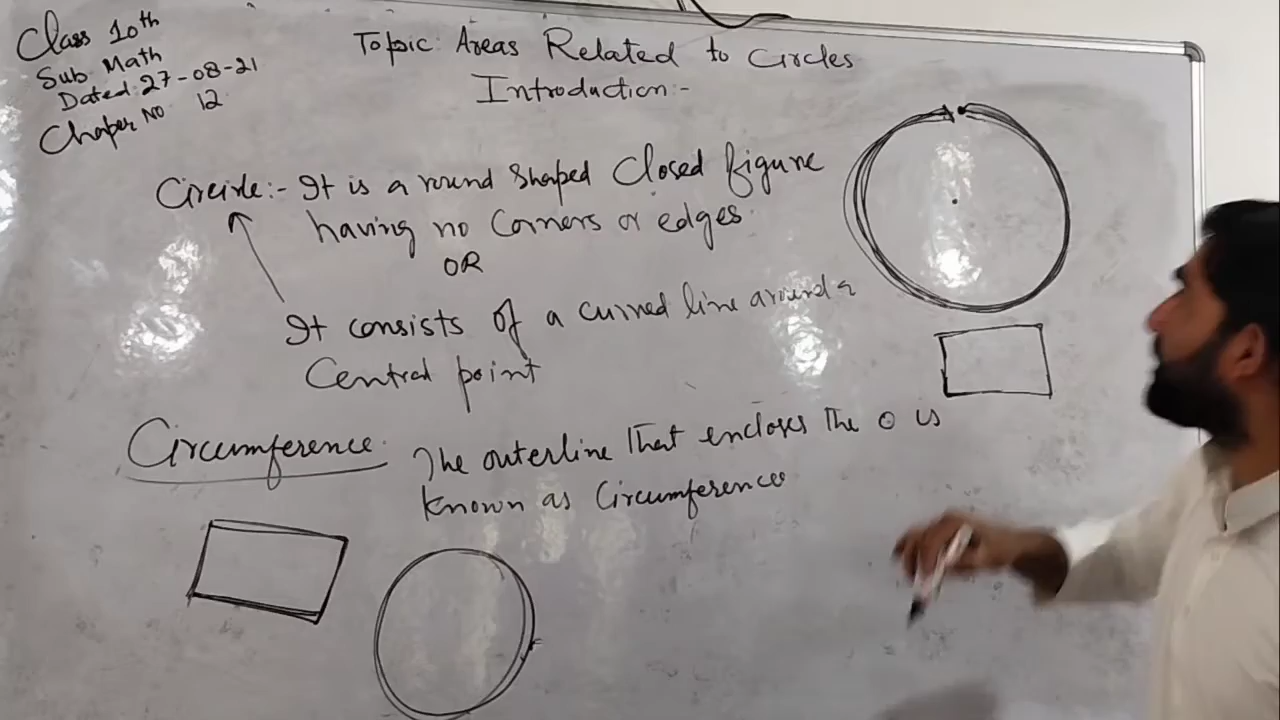 Class 10th
Sub Math
Dated: 27-08-21
Chaper No 12
Topic: Areas Related to Circles
Introduction:-
Circle:- It is a round shaped closed figure
having no Corners or edges.
OR
It consists of a curved line around a
Central point
Circumference: The outerline that encloses the O is
known as Circumference